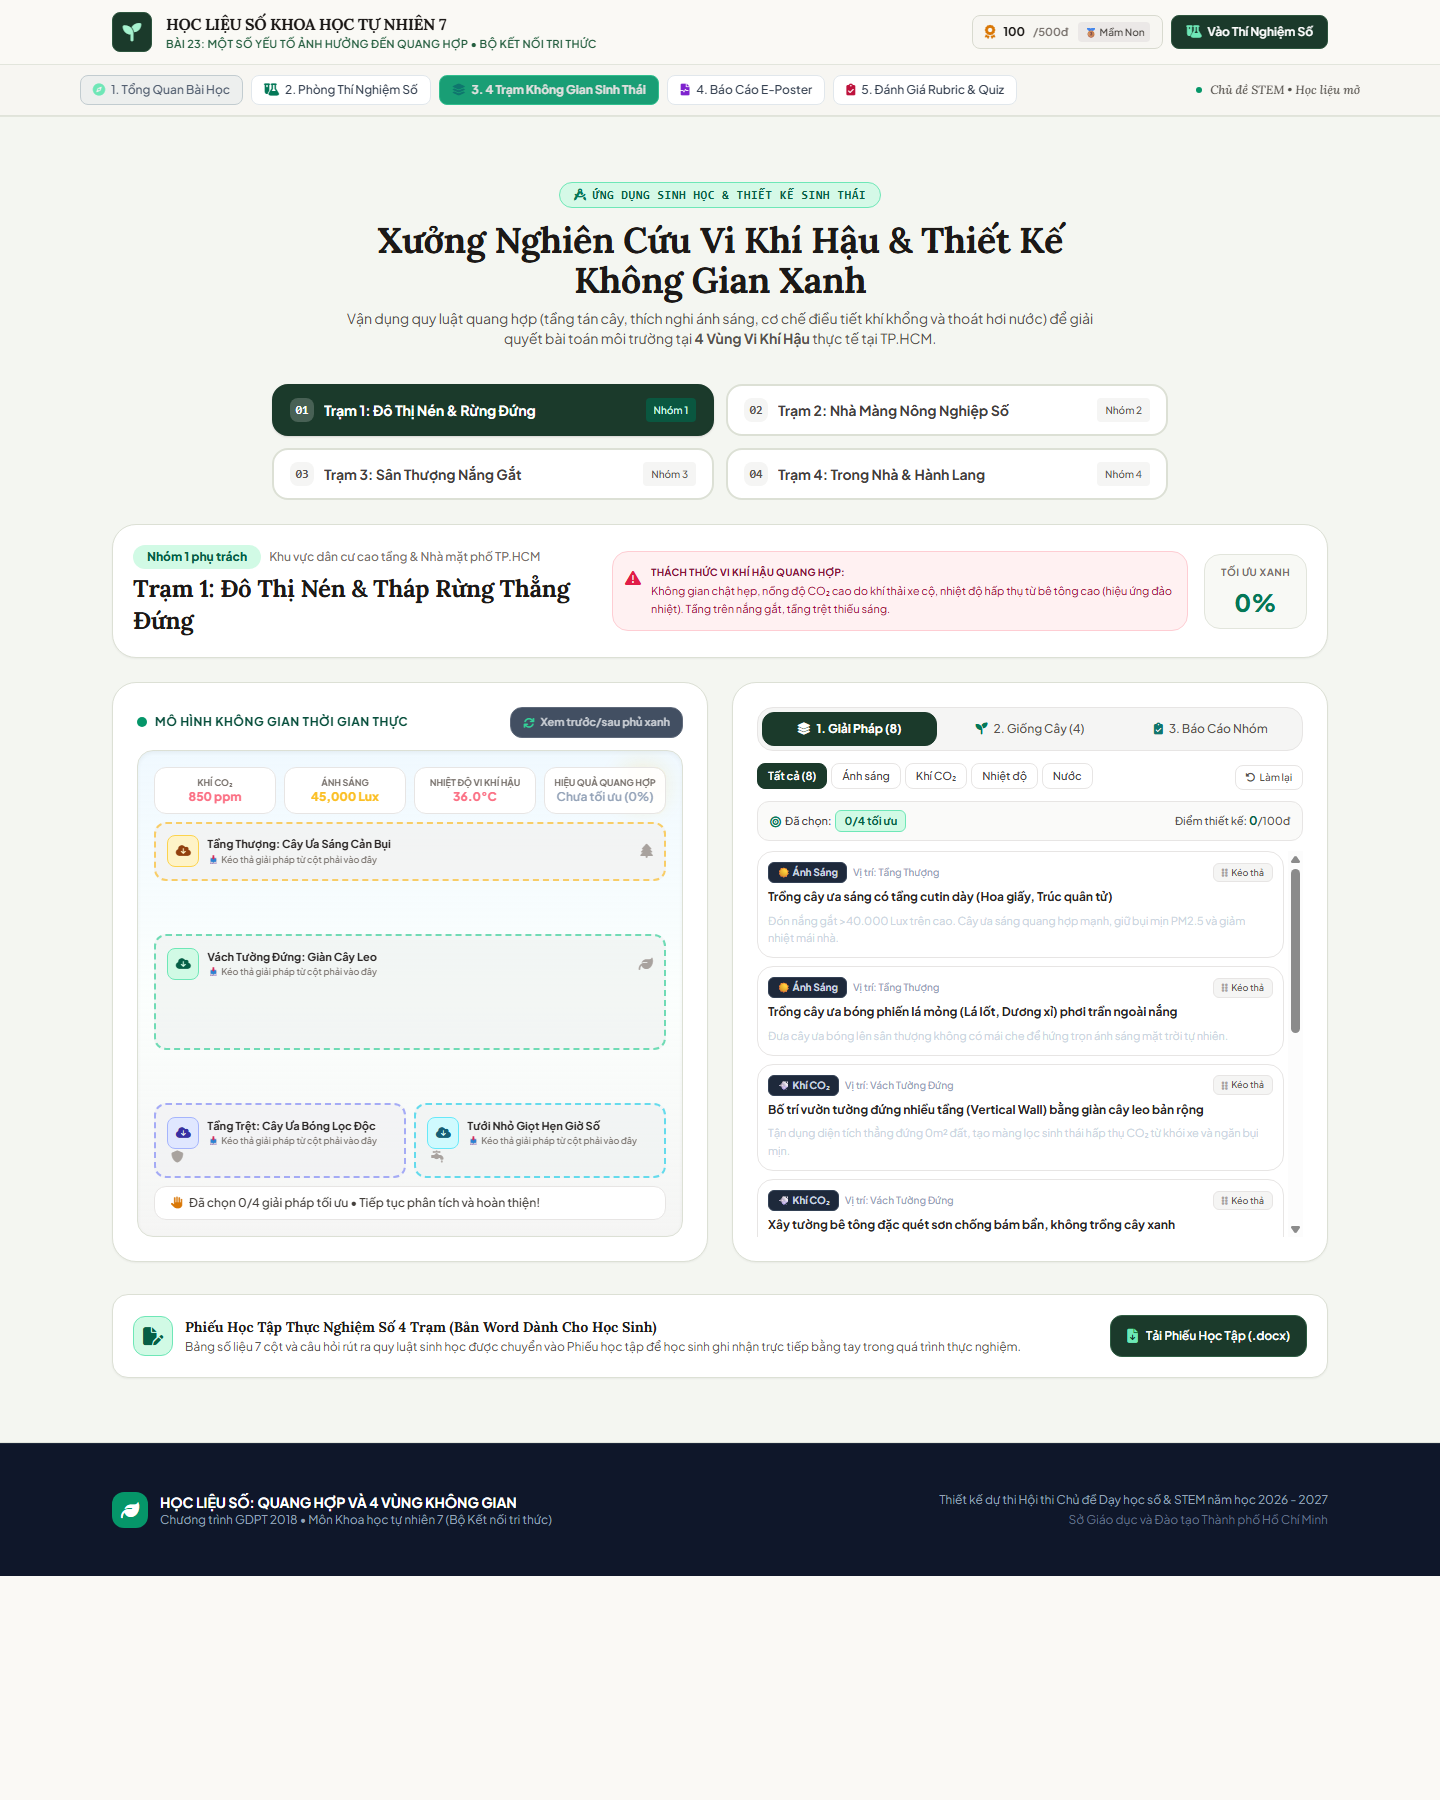 HỌC LIỆU SỐ KHOA HỌC TỰ NHIÊN 7
BÀI 23: MỘT SỐ YẾU TỐ ẢNH HƯỞNG ĐẾN QUANG HỢP • BỘ KẾT NỐI TRI THỨC
100 /500đ Mầm Non
Vào Thí Nghiệm Số
1. Tổng Quan Bài Học
2. Phòng Thí Nghiệm Số
3. 4 Trạm Không Gian Sinh Thái
4. Báo Cáo E-Poster
5. Đánh Giá Rubric & Quiz
Chủ đề STEM • Học liệu mở
ỨNG DỤNG SINH HỌC & THIẾT KẾ SINH THÁI
Xưởng Nghiên Cứu Vi Khí Hậu & Thiết Kế
Không Gian Xanh
Vận dụng quy luật quang hợp (tầng tán cây, thích nghi ánh sáng, cơ chế điều tiết khí khổng và thoát hơi nước) để giải
quyết bài toán môi trường tại 4 Vùng Vi Khí Hậu thực tế tại TP.HCM.
01 Trạm 1: Đô Thị Nén & Rừng Đứng Nhóm 1
02 Trạm 2: Nhà Màng Nông Nghiệp Số Nhóm 2
03 Trạm 3: Sân Thượng Nắng Gắt Nhóm 3
04 Trạm 4: Trong Nhà & Hành Lang Nhóm 4
Nhóm 1 phụ trách Khu vực dân cư cao tầng & Nhà mặt phố TP.HCM
Trạm 1: Đô Thị Nén & Tháp Rừng Thẳng
Đứng
THÁCH THỨC VI KHÍ HẬU QUANG HỢP:
Không gian chật hẹp, nồng độ CO₂ cao do khí thải xe cộ, nhiệt độ hấp thụ từ bê tông cao (hiệu ứng đảo
nhiệt). Tầng trên nắng gắt, tầng trệt thiếu sáng.
TỐI ƯU XANH
0%
MÔ HÌNH KHÔNG GIAN THỜI GIAN THỰC
Xem trước/sau phủ xanh
KHÍ CO₂
850 ppm
ÁNH SÁNG
45,000 Lux
NHIỆT ĐỘ VI KHÍ HẬU
36.0°C
HIỆU QUẢ QUANG HỢP
Chưa tối ưu (0%)
Tầng Thượng: Cây Ưa Sáng Cản Bụi
Kéo thả giải pháp từ cột phải vào đây
Vách Tường Đứng: Giàn Cây Leo
Kéo thả giải pháp từ cột phải vào đây
Tầng Trệt: Cây Ưa Bóng Lọc Độc
Kéo thả giải pháp từ cột phải vào đây
Tưới Nhỏ Giọt Hẹn Giờ Số
Kéo thả giải pháp từ cột phải vào đây
Đã chọn 0/4 giải pháp tối ưu • Tiếp tục phân tích và hoàn thiện!
1. Giải Pháp (8)
2. Giống Cây (4)
3. Báo Cáo Nhóm
Tất cả (8)
Ánh sáng
Khí CO₂
Nhiệt độ
Nước
Làm lại
Đã chọn: 0/4 tối ưu
Điểm thiết kế: 0/100đ
Ánh Sáng Vị trí: Tầng Thượng Kéo thả
Trồng cây ưa sáng có tầng cutin dày (Hoa giấy, Trúc quân tử)
Đón nắng gắt >40.000 Lux trên cao. Cây ưa sáng quang hợp mạnh, giữ bụi mịn PM2.5 và giảm
nhiệt mái nhà.
Ánh Sáng Vị trí: Tầng Thượng Kéo thả
Trồng cây ưa bóng phiến lá mỏng (Lá lốt, Dương xỉ) phơi trần ngoài nắng
Đưa cây ưa bóng lên sân thượng không có mái che để hứng trọn ánh sáng mặt trời tự nhiên.
Khí CO₂ Vị trí: Vách Tường Đứng Kéo thả
Bố trí vườn tường đứng nhiều tầng (Vertical Wall) bằng giàn cây leo bản rộng
Tận dụng diện tích thẳng đứng 0m² đất, tạo màng lọc sinh thái hấp thụ CO₂ từ khói xe và ngăn bụi
mịn.
Khí CO₂ Vị trí: Vách Tường Đứng Kéo thả
Xây tường bê tông đặc quét sơn chống bám bẩn, không trồng cây xanh
Phiếu Học Tập Thực Nghiệm Số 4 Trạm (Bản Word Dành Cho Học Sinh)
Bảng số liệu 7 cột và câu hỏi rút ra quy luật sinh học được chuyển vào Phiếu học tập để học sinh ghi nhận trực tiếp bằng tay trong quá trình thực nghiệm.
Tải Phiếu Học Tập (.docx)
HỌC LIỆU SỐ: QUANG HỢP VÀ 4 VÙNG KHÔNG GIAN
Chương trình GDPT 2018 • Môn Khoa học tự nhiên 7 (Bộ Kết nối tri thức)
Thiết kế dự thi Hội thi Chủ đề Dạy học số & STEM năm học 2026 - 2027
Sở Giáo dục và Đào tạo Thành phố Hồ Chí Minh